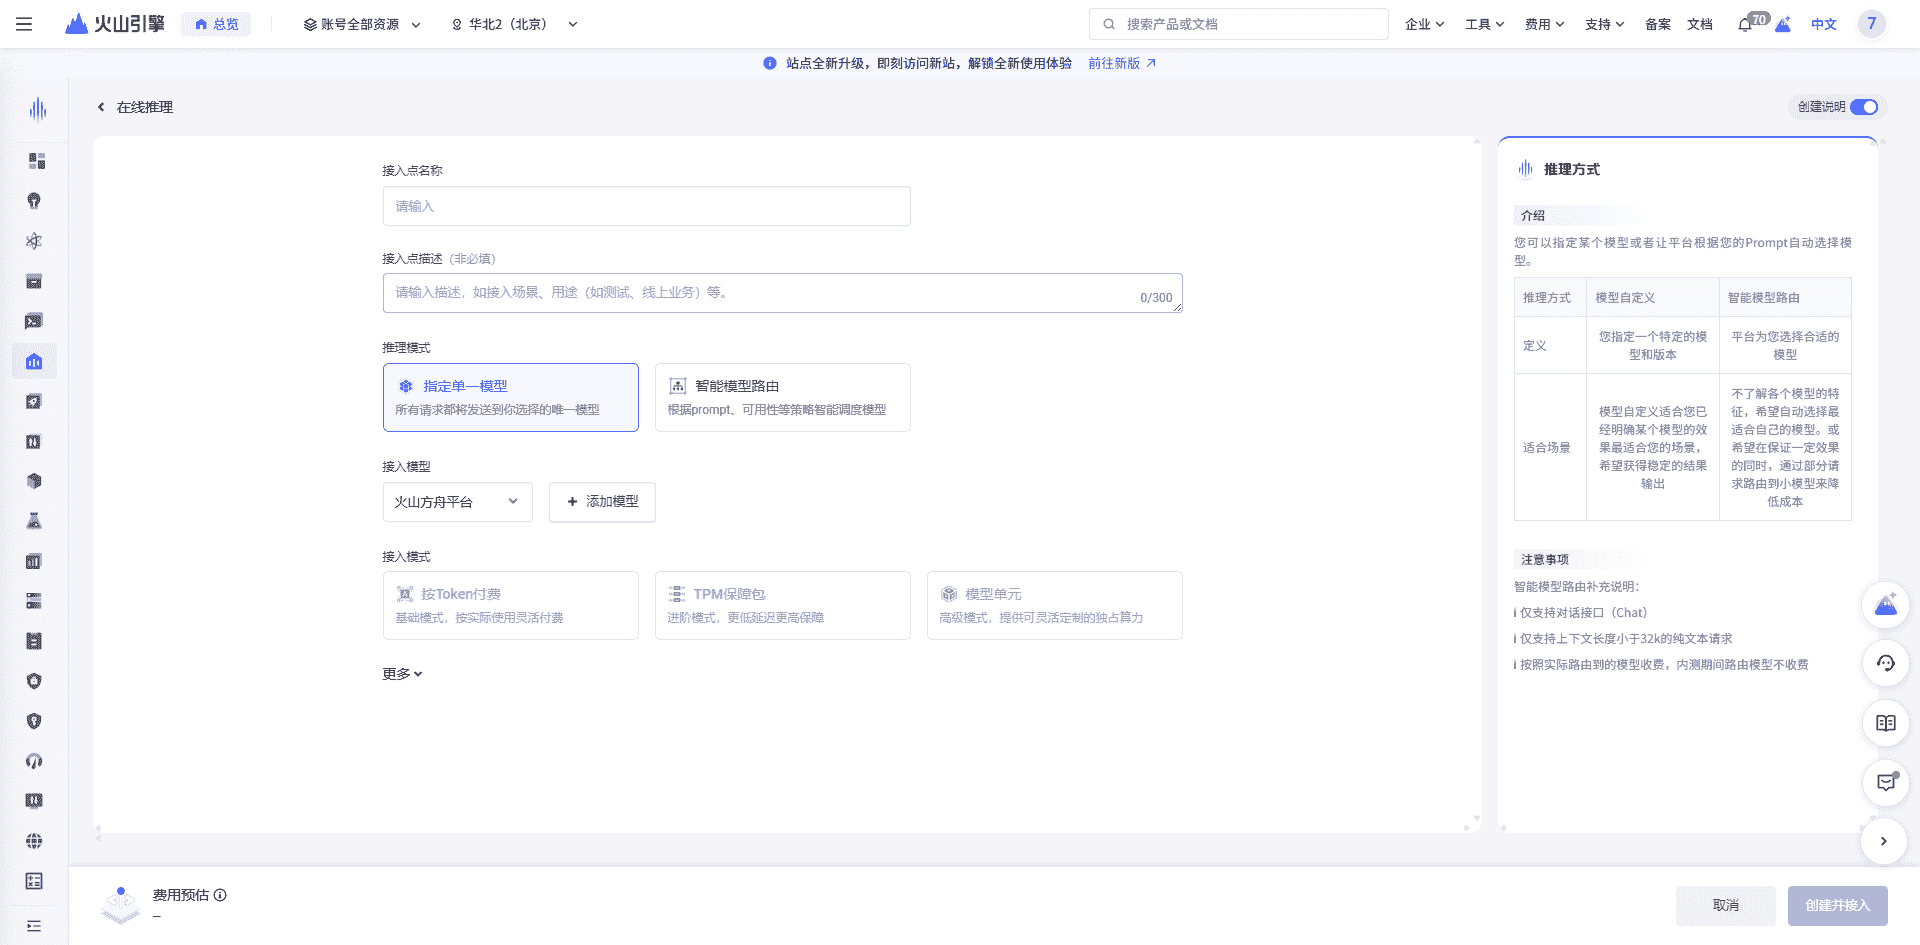 火山引擎
总览
账号全部资源
华北2（北京）
搜索产品或文档
企业
工具
费用
支持
备案
文档
70
中文
7
站点全新升级，即刻访问新站，解锁全新使用体验 前往新版
在线推理
创建说明
接入点名称
请输入
接入点描述（非必填）
请输入描述，如接入场景、用途（如测试、线上业务）等。
0/300
推理模式
指定单一模型
所有请求都将发送到你选择的唯一模型
智能模型路由
根据prompt、可用性等策略智能调度模型
接入模型
火山方舟平台
添加模型
接入模式
按Token付费
基础模式，按实际使用灵活付费
TPM保障包
进阶模式，更低延迟更高保障
模型单元
高级模式，提供可灵活定制的独占算力
更多
推理方式
介绍
您可以指定某个模型或者让平台根据您的Prompt自动选择模
型。
推理方式 模型自定义 智能模型路由
定义
您指定一个特定的模
型和版本
平台为您选择合适的
模型
适合场景
模型自定义适合您已
经明确某个模型的效
果最适合您的场景，
希望获得稳定的结果
输出
不了解各个模型的特
征，希望自动选择最
适合自己的模型。或
希望在保证一定效果
的同时，通过部分请
求路由到小模型来降
低成本
注意事项
智能模型路由补充说明：
i 仅支持对话接口（Chat）
i 仅支持上下文长度小于32k的纯文本请求
i 按照实际路由到的模型收费，内测期间路由模型不收费
费用预估
–
取消
创建并接入